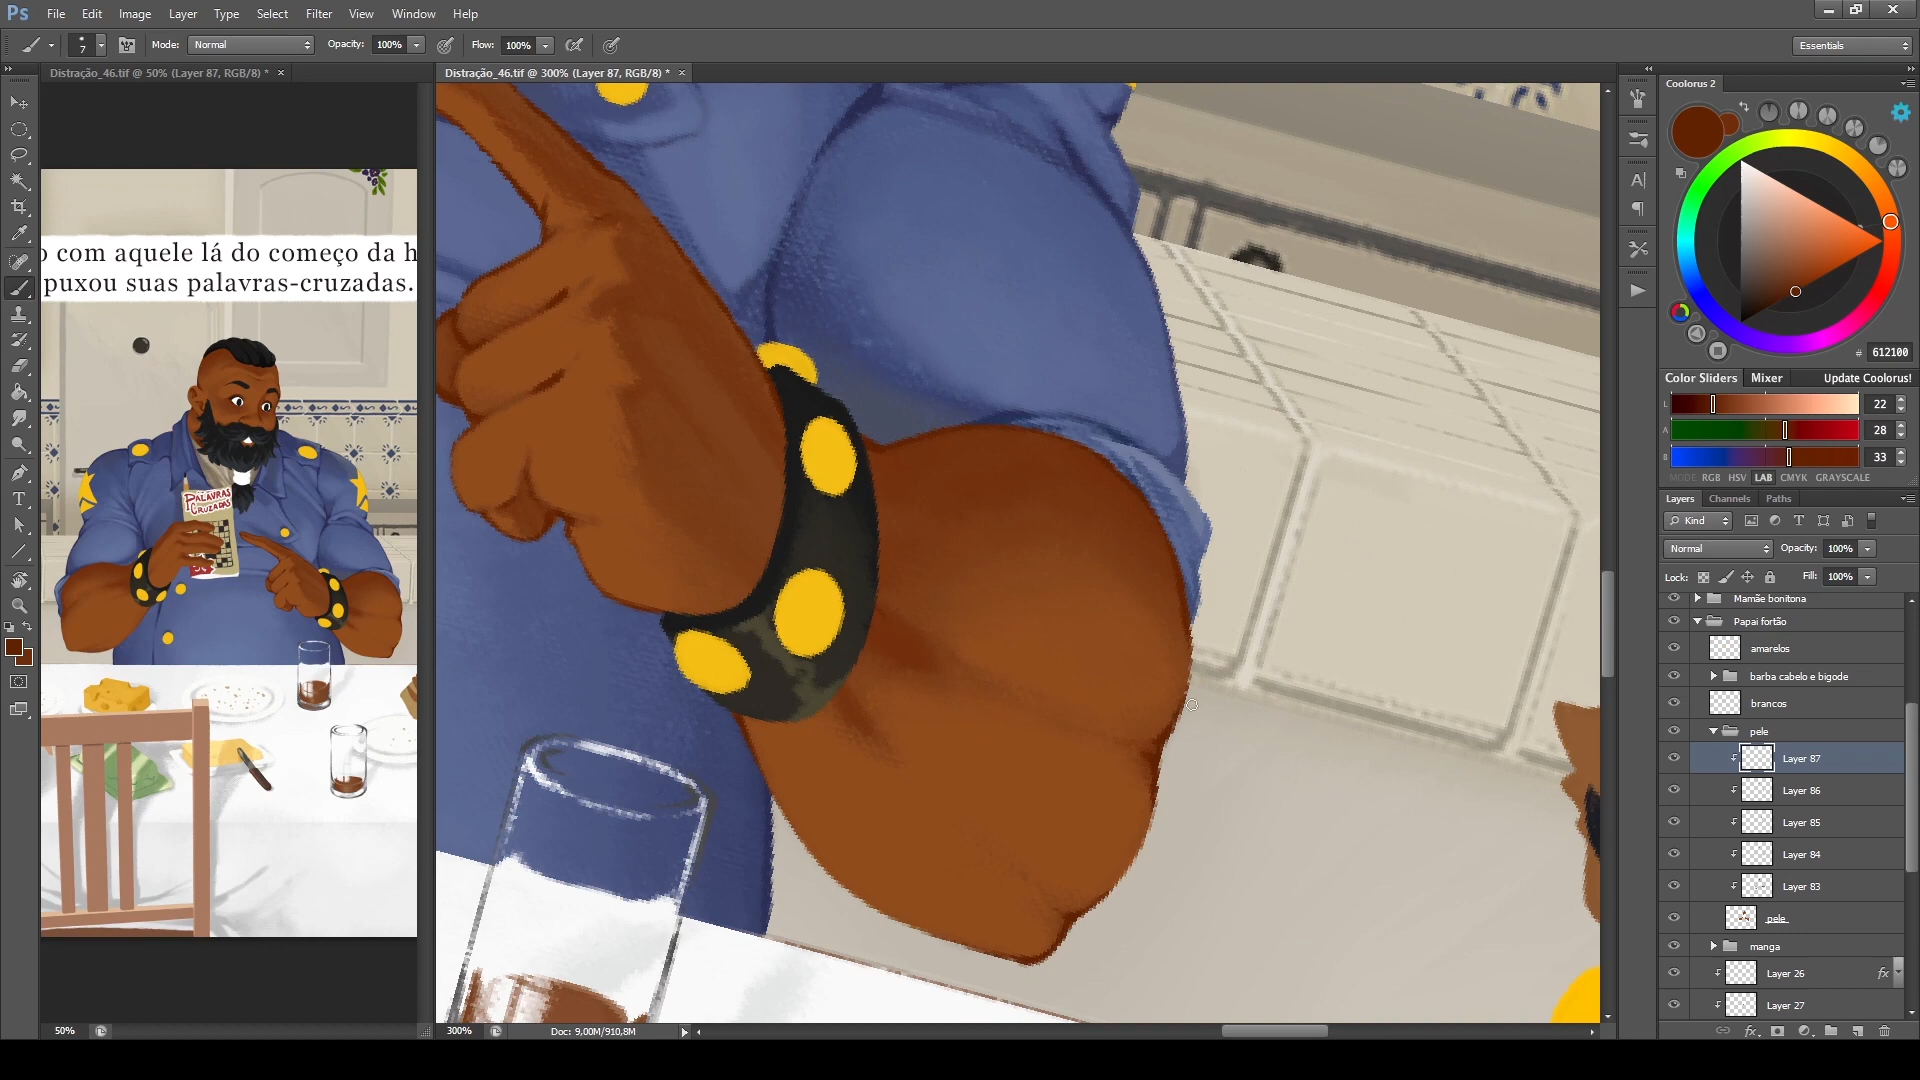 Ps File Edit Image Layer Type Select Filter View Window Help
7 Mode: Normal Opacity: 100% Flow: 100% Essentials
Distração_46.tif @ 50% (Layer 87, RGB/8) * ×
Distração_46.tif @ 300% (Layer 87, RGB/8) * ×
o com aquele lá do começo da h
puxou suas palavras-cruzadas.
PALAVRAS
CRUZADAS
50%
300% Doc: 9,00M/910,8M
Coolorus 2
# 612100
Color Sliders Mixer Update Coolorus!
L 22
A 28
B 33
MODE RGB HSV LAB CMYK GRAYSCALE
Layers Channels Paths
Kind
Normal Opacity: 100%
Lock: Fill: 100%
Mamãe bonitona
Papai fortão
amarelos
barba cabelo e bigode
brancos
pele
Layer 87
Layer 86
Layer 85
Layer 84
Layer 83
pele
manga
Layer 26 fx
Layer 27
fx